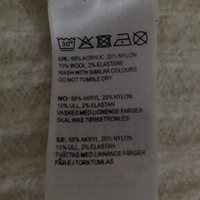 30°
UK: 68% ACRYLIC, 20% NYLON,
10% WOOL, 2% ELASTANE
WASH WITH SIMILAR COLOURS
DO NOT TUMBLE DRY
NO: 68% AKRYL, 20% NYLON,
10% ULL, 2% ELASTAN
VASKES MED LIGNENDE FARGER
SKAL IKKE TØRKETROMLES
SE: 68% AKRYL, 20% NYLON,
10% ULL, 2% ELASTAN
TVÄTTAS MED LIKNANDE FÄRGER,
FÅR EJ TORKTUMLAS